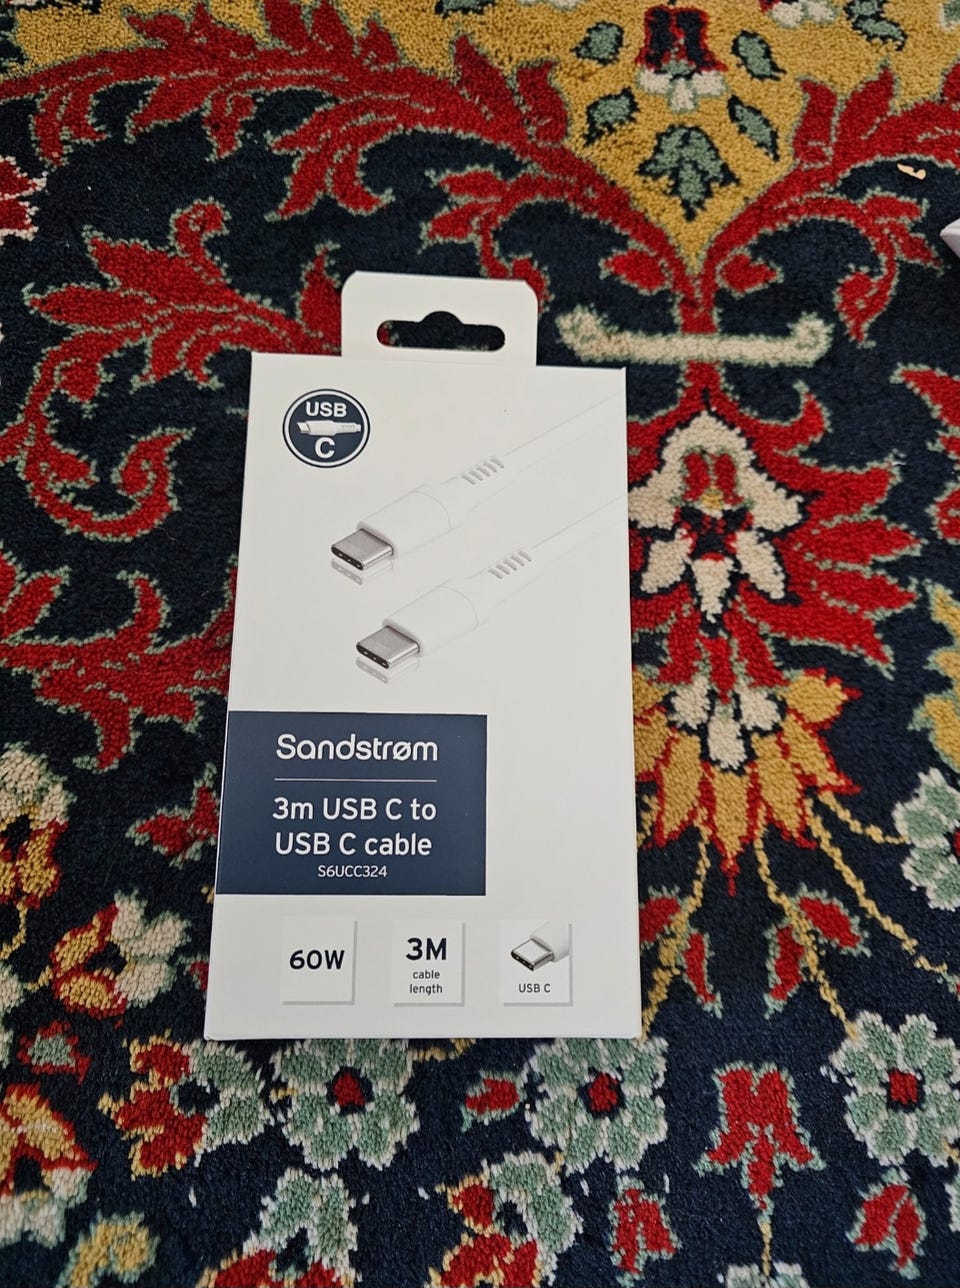 USB
C
Sandstrøm
3m USB C to
USB C cable
S6UCC324
60W
3M
cable
length
USB C